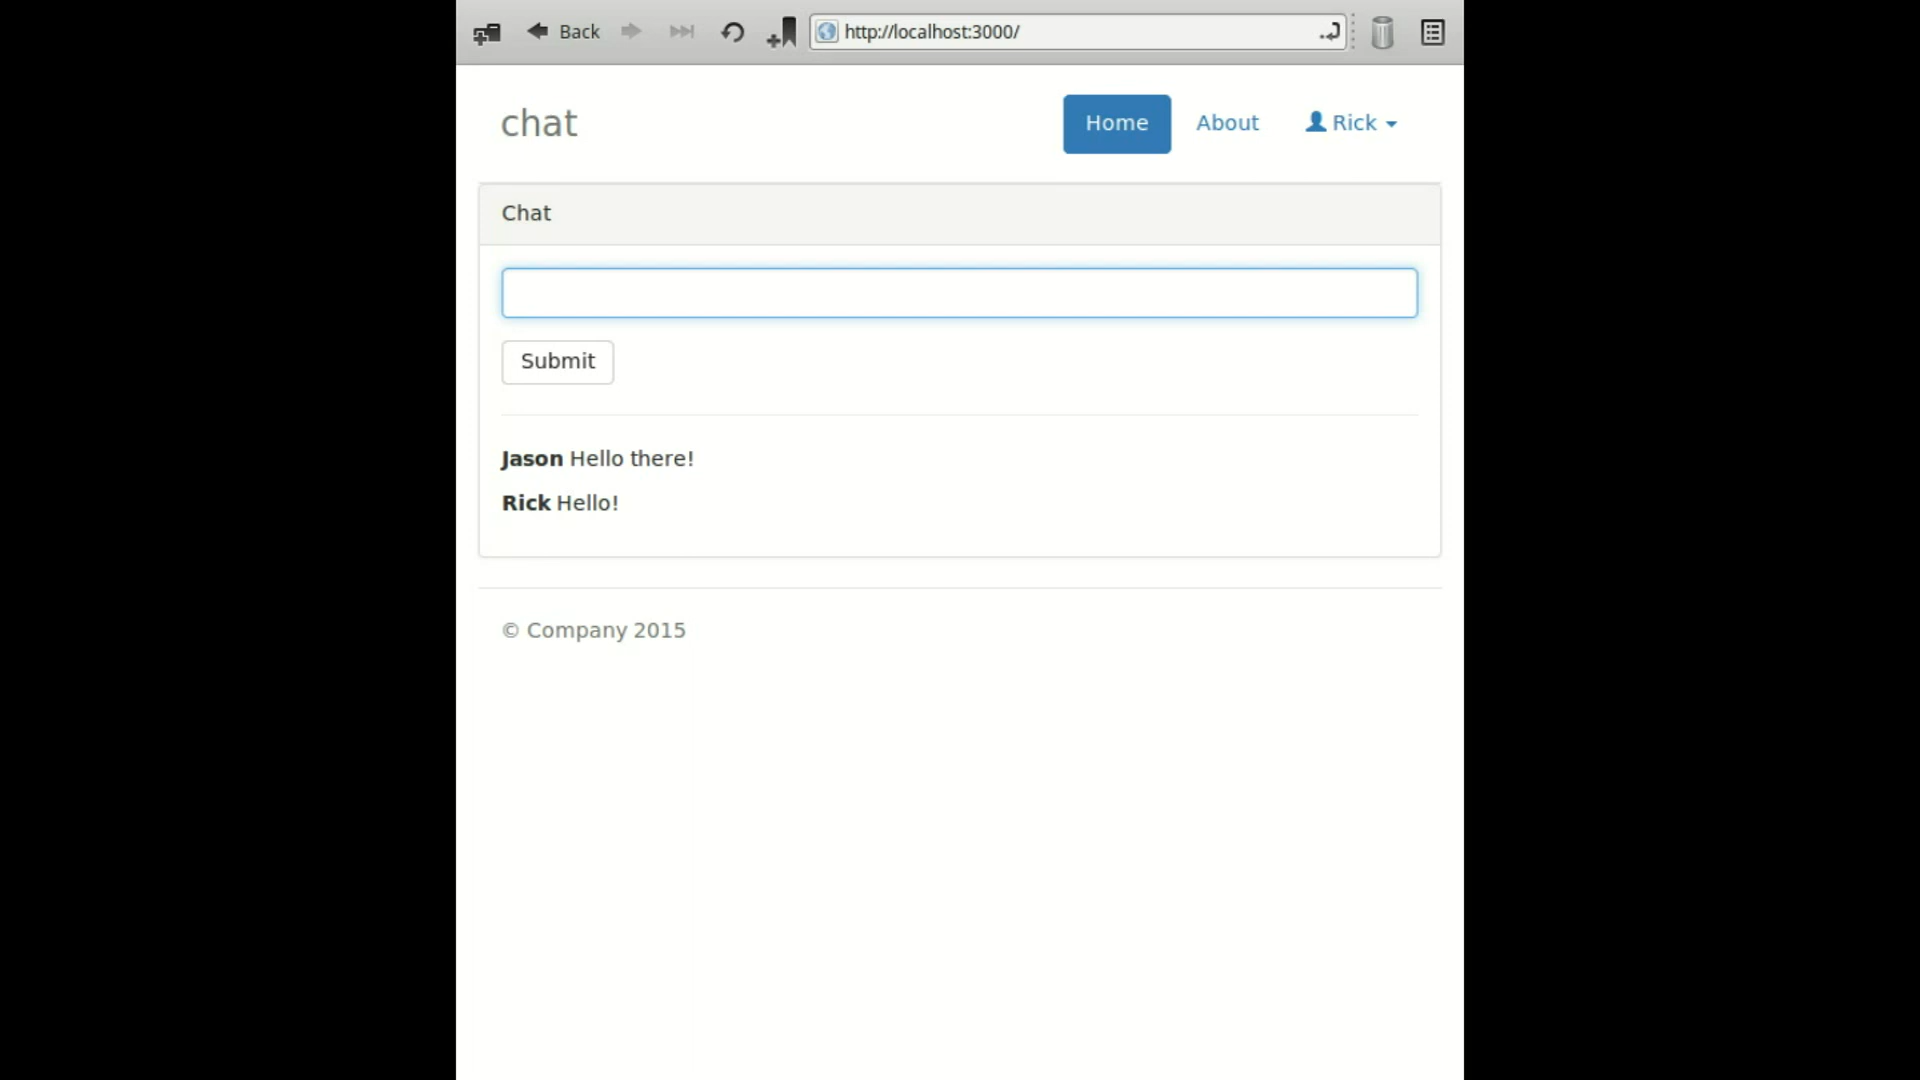 Back http://localhost:3000/
chat Home About Rick
Chat
Submit
Jason Hello there!
Rick Hello!
© Company 2015